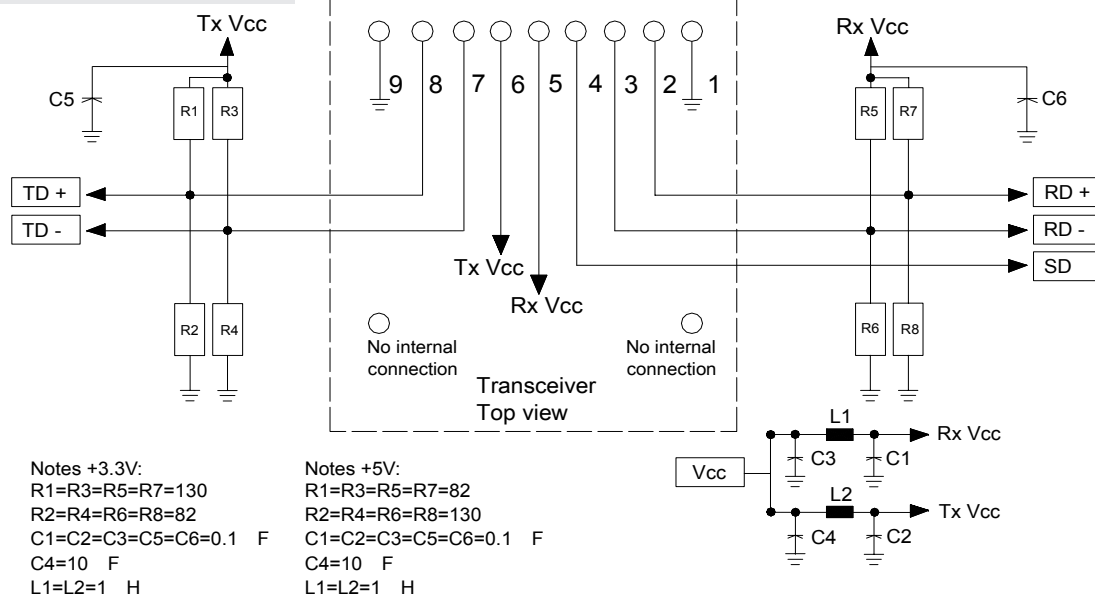 Tx Vcc
Rx Vcc
9 8 7 6 5 4 3 2 1
C5
R1 R3
R5 R7
C6
TD +
RD +
TD -
RD -
SD
Tx Vcc
Rx Vcc
R2 R4
R6 R8
No internal
connection
No internal
connection
Transceiver
Top view
L1
Rx Vcc
C3 C1
Vcc
L2
Tx Vcc
C4 C2
Notes +3.3V:
R1=R3=R5=R7=130
R2=R4=R6=R8=82
C1=C2=C3=C5=C6=0.1 F
C4=10 F
L1=L2=1 H
Notes +5V:
R1=R3=R5=R7=82
R2=R4=R6=R8=130
C1=C2=C3=C5=C6=0.1 F
C4=10 F
L1=L2=1 H